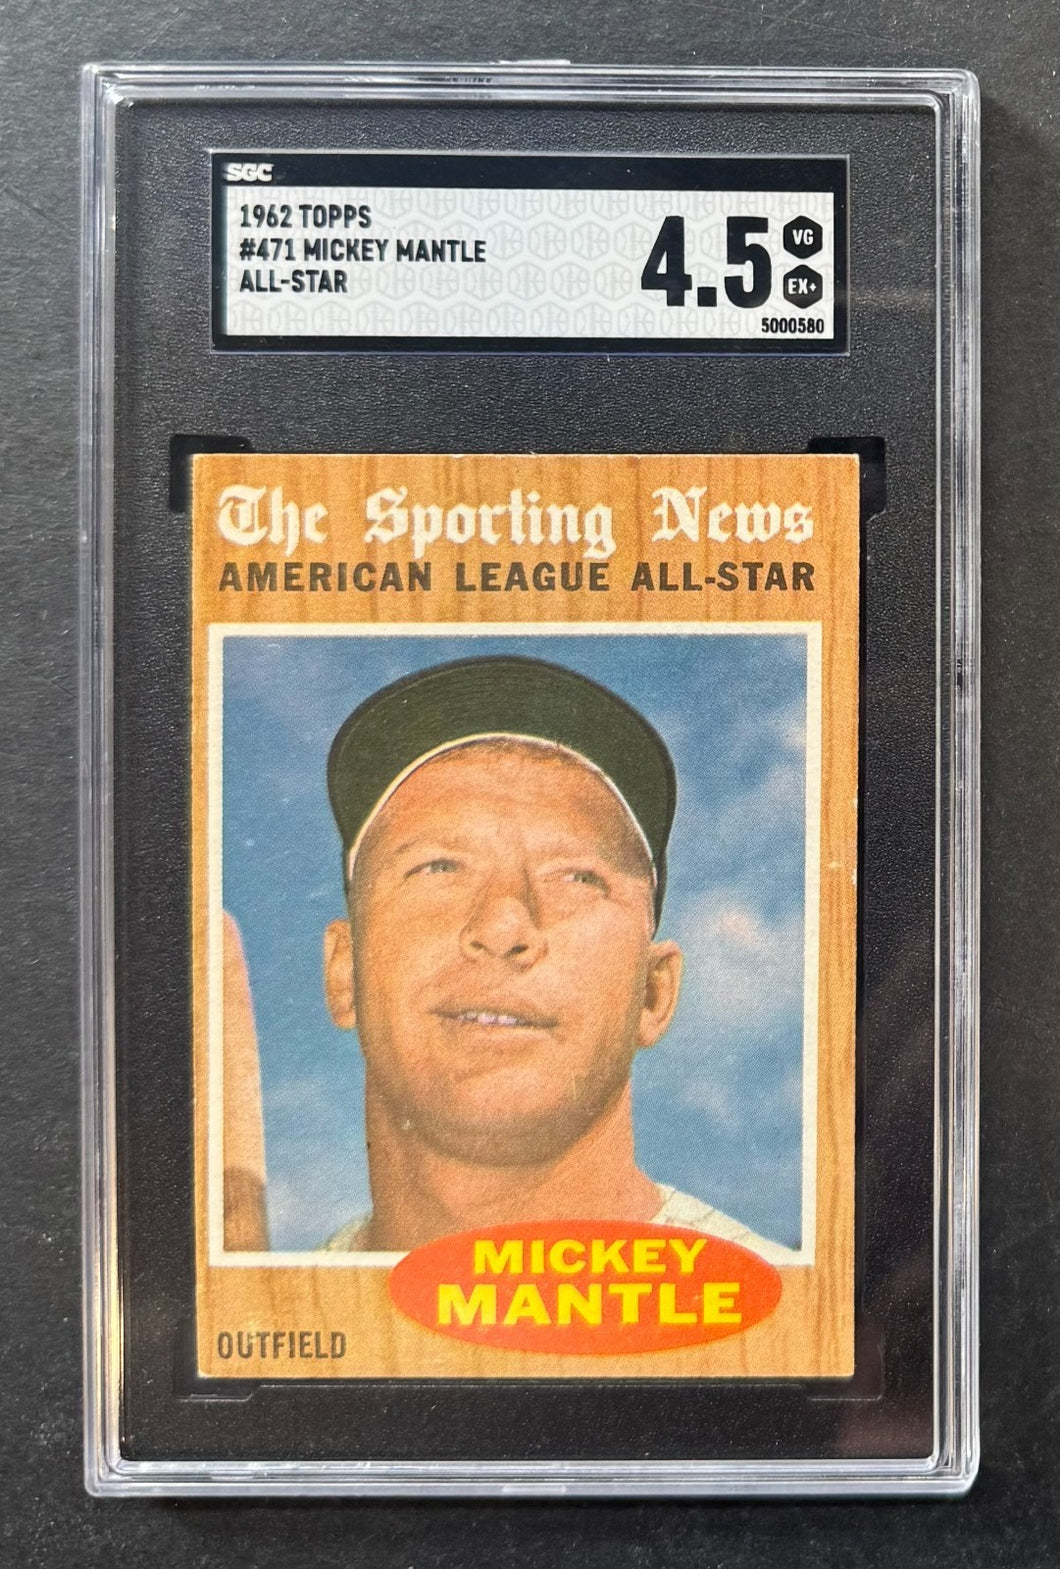 SGC
1962 TOPPS
#471 MICKEY MANTLE
ALL-STAR
4.5
VG
EX+
5000580
The Sporting News
AMERICAN LEAGUE ALL-STAR
MICKEY
MANTLE
OUTFIELD